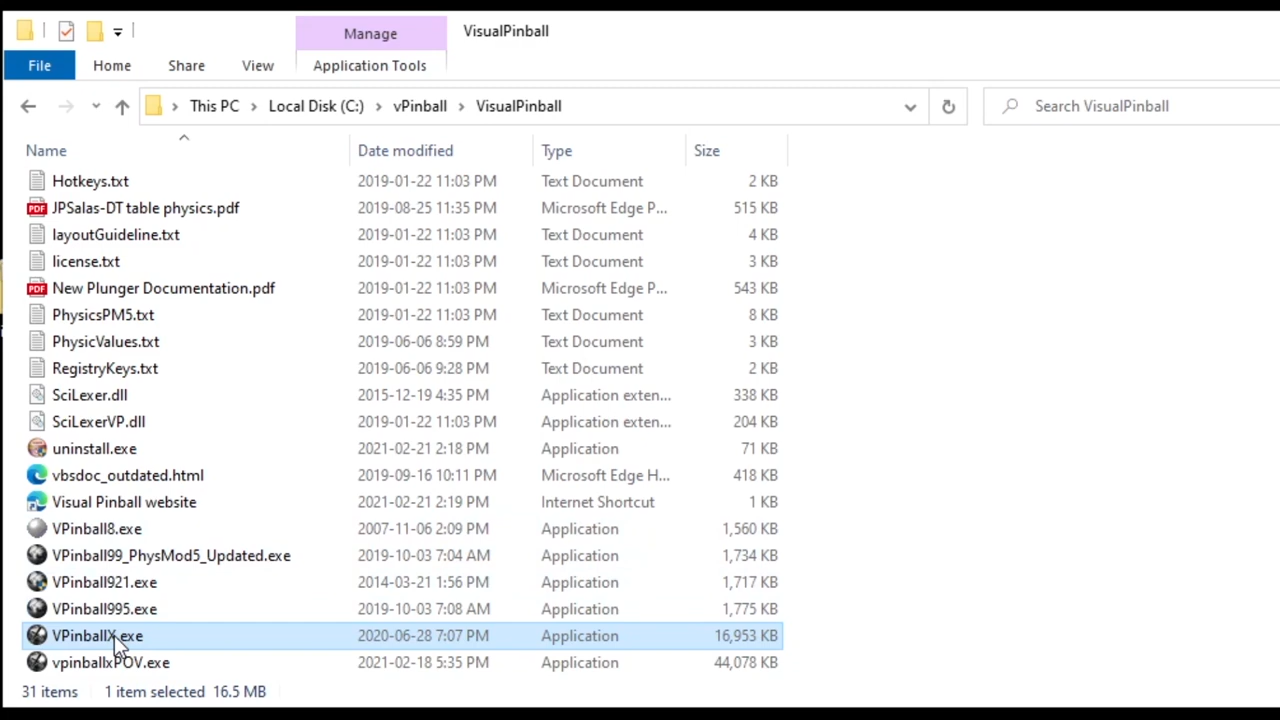 Manage
VisualPinball
File
Home
Share
View
Application Tools
This PC
Local Disk (C:)
vPinball
VisualPinball
Search VisualPinball
Name
Date modified
Type
Size
Hotkeys.txt 2019-01-22 11:03 PM Text Document 2 KB
JPSalas-DT table physics.pdf 2019-08-25 11:35 PM Microsoft Edge P... 515 KB
layoutGuideline.txt 2019-01-22 11:03 PM Text Document 4 KB
license.txt 2019-01-22 11:03 PM Text Document 3 KB
New Plunger Documentation.pdf 2019-01-22 11:03 PM Microsoft Edge P... 543 KB
PhysicsPM5.txt 2019-01-22 11:03 PM Text Document 8 KB
PhysicValues.txt 2019-06-06 8:59 PM Text Document 3 KB
RegistryKeys.txt 2019-06-06 9:28 PM Text Document 2 KB
SciLexer.dll 2015-12-19 4:35 PM Application exten... 338 KB
SciLexerVP.dll 2019-01-22 11:03 PM Application exten... 204 KB
uninstall.exe 2021-02-21 2:18 PM Application 71 KB
vbsdoc_outdated.html 2019-09-16 10:11 PM Microsoft Edge H... 418 KB
Visual Pinball website 2021-02-21 2:19 PM Internet Shortcut 1 KB
VPinball8.exe 2007-11-06 2:09 PM Application 1,560 KB
VPinball99_PhysMod5_Updated.exe 2019-10-03 7:04 AM Application 1,734 KB
VPinball921.exe 2014-03-21 1:56 PM Application 1,717 KB
VPinball995.exe 2019-10-03 7:08 AM Application 1,775 KB
VPinballX.exe 2020-06-28 7:07 PM Application 16,953 KB
vpinballxPOV.exe 2021-02-18 5:35 PM Application 44,078 KB
31 items 1 item selected 16.5 MB